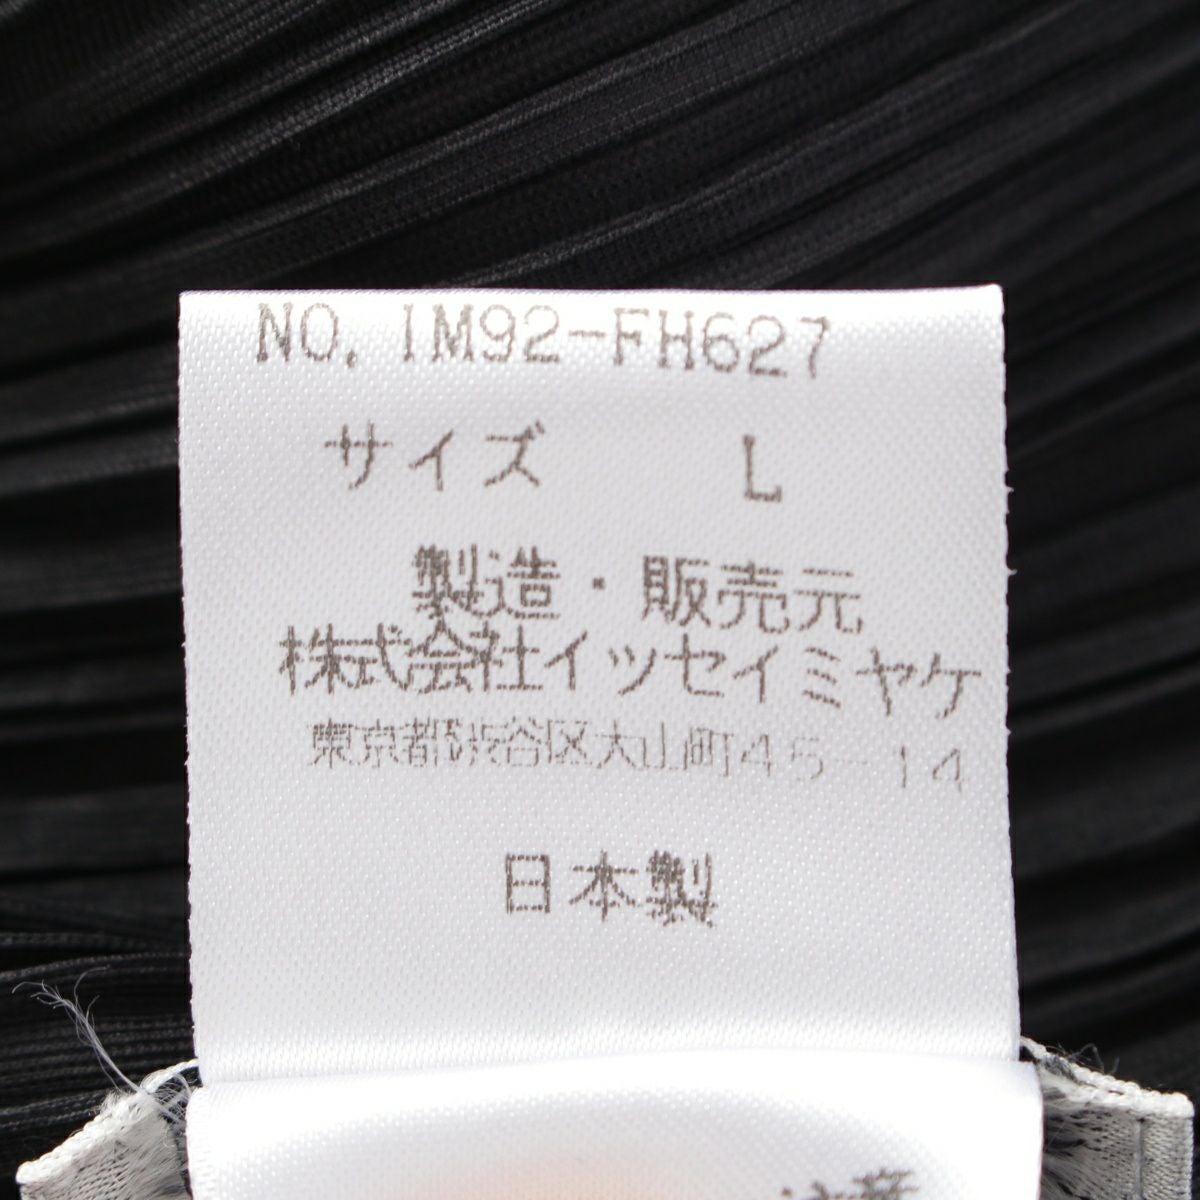 NO. IM92-FH627
サイズ L
製造・販売元
株式会社イッセイミヤケ
東京都渋谷区大山町45-14
日本製